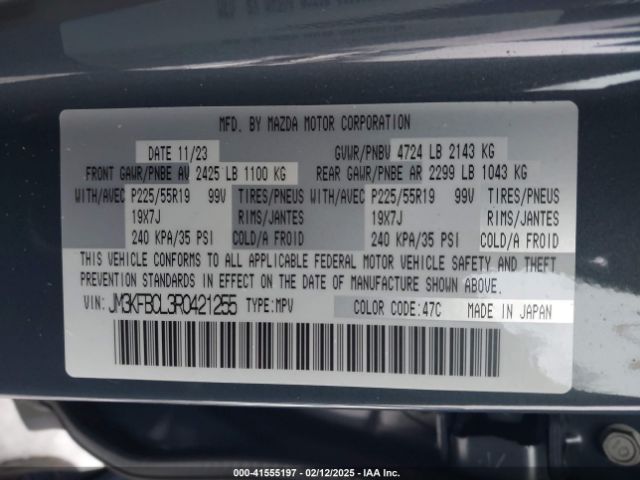 MFD. BY MAZDA MOTOR CORPORATION
DATE 11/23 GVWR/PNBV 4724 LB 2143 KG
FRONT GAWR/PNBE AV 2425 LB 1100 KG REAR GAWR/PNBE AR 2299 LB 1043 KG
WITH/AVEC P225/55R19 99V TIRES/PNEUS WITH/AVEC P225/55R19 99V TIRES/PNEUS
19X7J RIMS/JANTES 19X7J RIMS/JANTES
240 KPA/35 PSI COLD/A FROID 240 KPA/35 PSI COLD/A FROID
THIS VEHICLE CONFORMS TO ALL APPLICABLE FEDERAL MOTOR VEHICLE SAFETY AND THEFT
PREVENTION STANDARDS IN EFFECT ON THE DATE OF MANUFACTURE SHOWN ABOVE.
VIN: JM3KFBCL3R0421255 TYPE:MPV COLOR CODE:47C MADE IN JAPAN
000-41555197 - 02/12/2025 - IAA Inc.